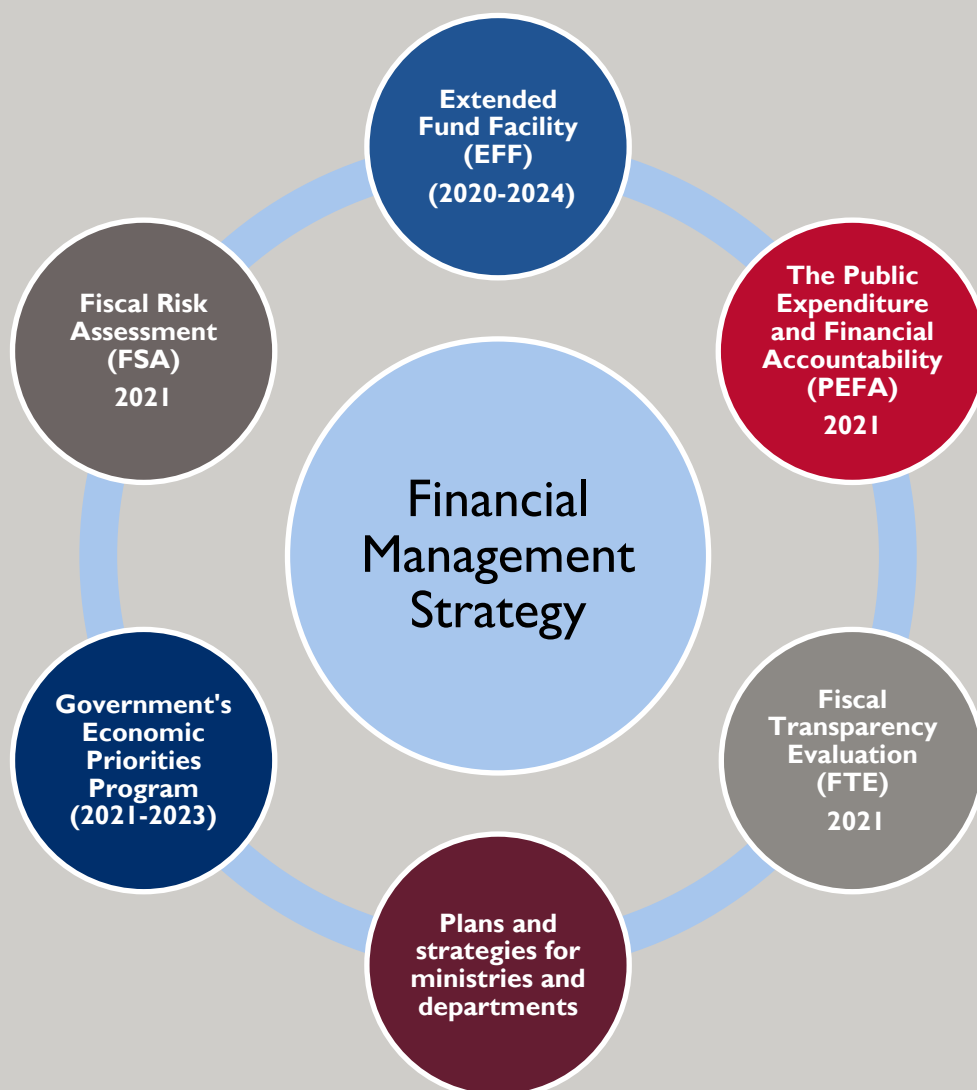 Extended
Fund Facility
(EFF)
(2020-2024)
The Public
Expenditure
and Financial
Accountability
(PEFA)
2021
Fiscal
Transparency
Evaluation
(FTE)
2021
Plans and
strategies for
ministries and
departments
Government's
Economic
Priorities
Program
(2021-2023)
Fiscal Risk
Assessment
(FSA)
2021
Financial
Management
Strategy